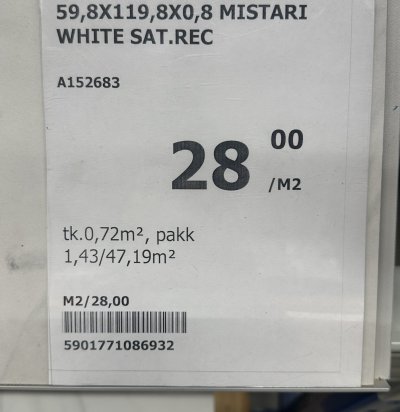 59,8X119,8X0,8 MISTARI
WHITE SAT.REC
A152683
28 00
/M2
tk.0,72m², pakk
1,43/47,19m²
M2/28,00
5901771086932